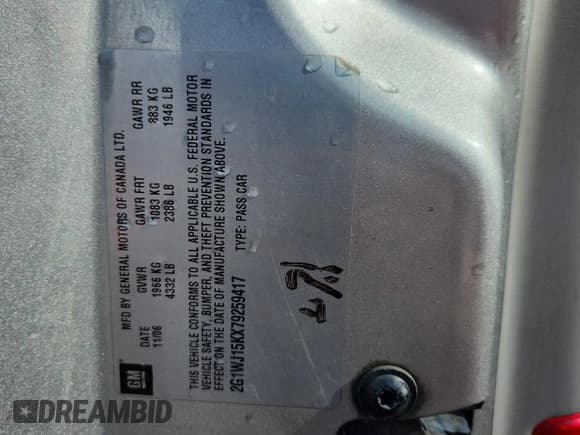 MFD BY GENERAL MOTORS OF CANADA LTD.
DATE GVWR GAWR FRT GAWR RR
11/06 1966 KG 1083 KG 883 KG
4332 LB 2386 LB 1946 LB
THIS VEHICLE CONFORMS TO ALL APPLICABLE U.S. FEDERAL MOTOR
VEHICLE SAFETY, BUMPER, AND THEFT PREVENTION STANDARDS IN
EFFECT ON THE DATE OF MANUFACTURE SHOWN ABOVE.
2G1WJ15KX79259417 TYPE: PASS CAR
GM
DREAMBID